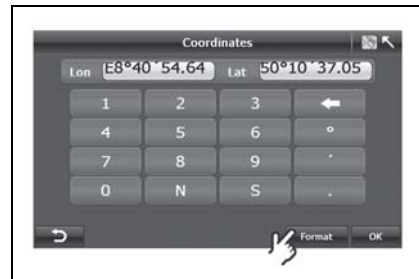 Coordinates
Lon E8°40´54.64 Lat 50°10´37.05
1 2 3
4 5 6 °
7 8 9 ´
0 N S .
Format OK